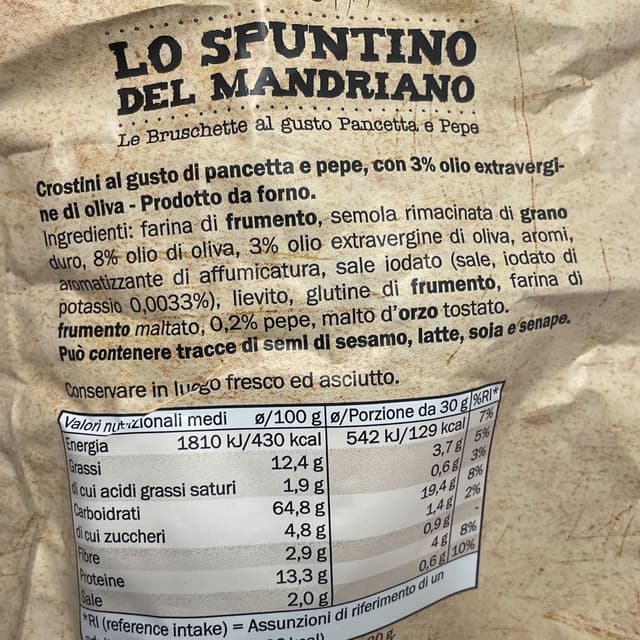 LO SPUNTINO
DEL MANDRIANO
Le Bruschette al gusto Pancetta e Pepe
Crostini al gusto di pancetta e pepe, con 3% olio extravergi-
ne di oliva - Prodotto da forno.
Ingredienti: farina di frumento, semola rimacinata di grano
duro, 8% olio di oliva, 3% olio extravergine di oliva, aromi,
aromatizzante di affumicatura, sale iodato (sale, iodato di
potassio 0,0033%), lievito, glutine di frumento, farina di
frumento maltato, 0,2% pepe, malto d'orzo tostato.
Può contenere tracce di semi di sesamo, latte, soia e senape.
Conservare in luogo fresco ed asciutto.
Valori nutrizionali medi ø/100 g ø/Porzione da 30 g %RI*
Energia 1810 kJ/430 kcal 542 kJ/129 kcal 7%
Grassi 12,4 g 3,7 g 5%
di cui acidi grassi saturi 1,9 g 0,6 g 3%
Carboidrati 64,8 g 19,4 g 8%
di cui zuccheri 4,8 g 1,4 g 2%
Fibre 2,9 g 0,9 g -
Proteine 13,3 g 4 g 8%
Sale 2,0 g 0,6 g 10%
*RI (reference intake) = Assunzioni di riferimento di un